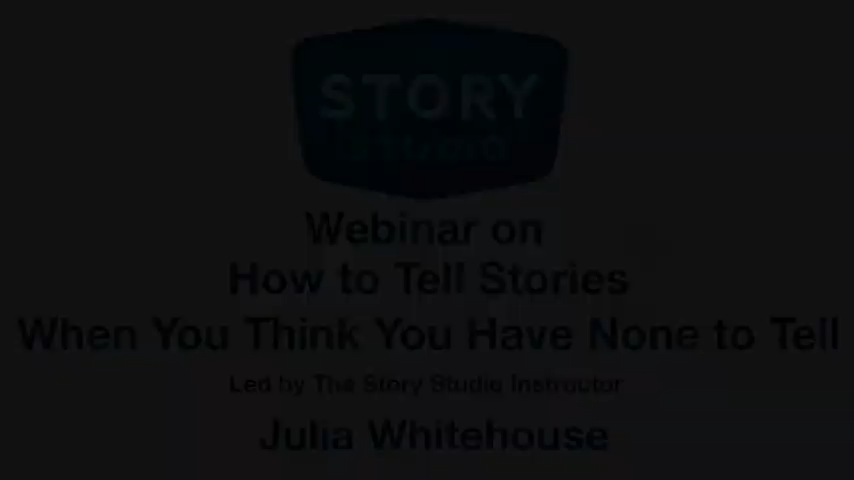 STORY
STUDIO
Webinar on
How to Tell Stories
When You Think You Have None to Tell
Led by The Story Studio Instructor
Julia Whitehouse